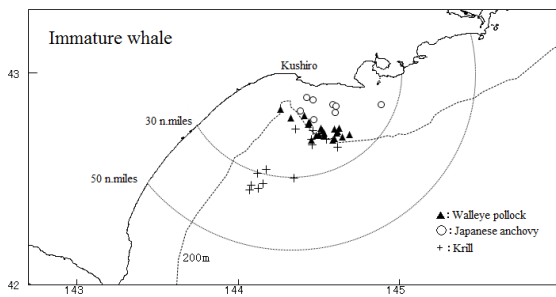 Immature whale
Kushiro
43
30 n.miles
50 n.miles
▲ : Walleye pollock
○ : Japanese anchovy
+ : Krill
200m
42
143
144
145